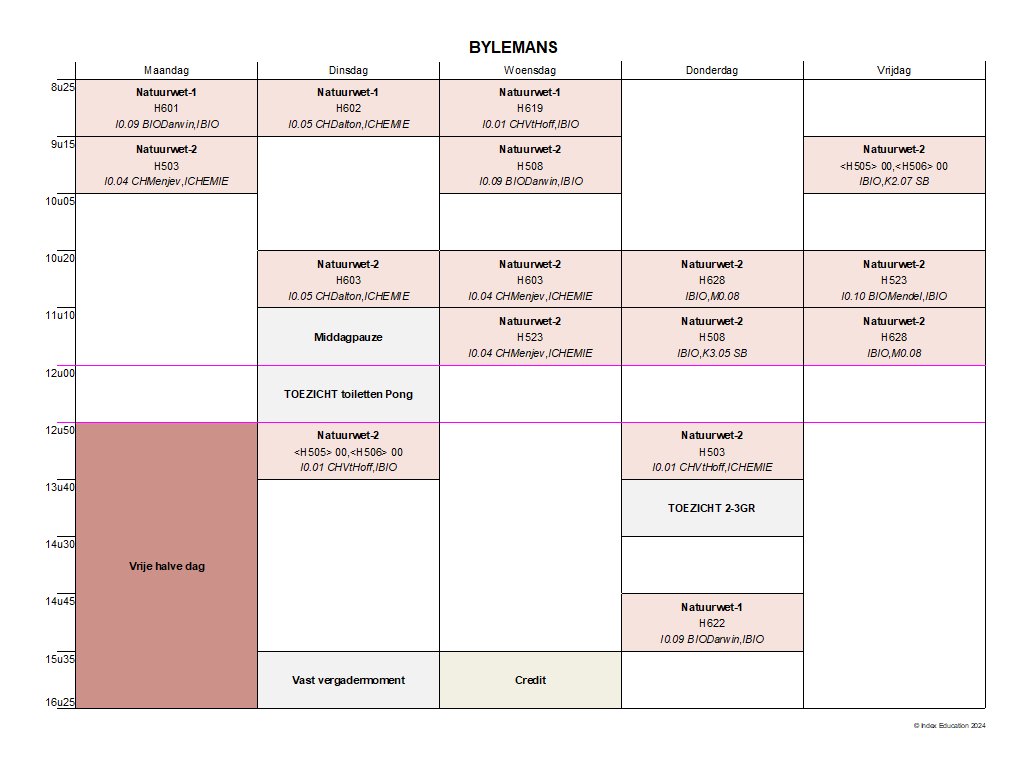 BYLEMANS
Maandag Dinsdag Woensdag Donderdag Vrijdag
8u25
Natuurwet-1 Natuurwet-1 Natuurwet-1
H601 H602 H619
I0.09 BIODarwin,IBIO I0.05 CHDalton,ICHEMIE I0.01 CHVtHoff,IBIO
9u15
Natuurwet-2 Natuurwet-2 Natuurwet-2
H503 H508 <H505> 00,<H506> 00
I0.04 CHMenjev,ICHEMIE I0.09 BIODarwin,IBIO IBIO,K2.07 SB
10u05
10u20
Natuurwet-2 Natuurwet-2 Natuurwet-2 Natuurwet-2
H603 H603 H628 H523
I0.05 CHDalton,ICHEMIE I0.04 CHMenjev,ICHEMIE IBIO,M0.08 I0.10 BIOMendel,IBIO
11u10
Middagpauze
Natuurwet-2 Natuurwet-2 Natuurwet-2
H523 H508 H628
I0.04 CHMenjev,ICHEMIE IBIO,K3.05 SB IBIO,M0.08
12u00
TOEZICHT toiletten Pong
12u50
Natuurwet-2 Natuurwet-2
<H505> 00,<H506> 00 H503
I0.01 CHVtHoff,IBIO I0.01 CHVtHoff,ICHEMIE
13u40
TOEZICHT 2-3GR
14u30
Vrije halve dag
14u45
Natuurwet-1
H622
I0.09 BIODarwin,IBIO
15u35
Vast vergadermoment Credit
16u25
© Index Education 2024